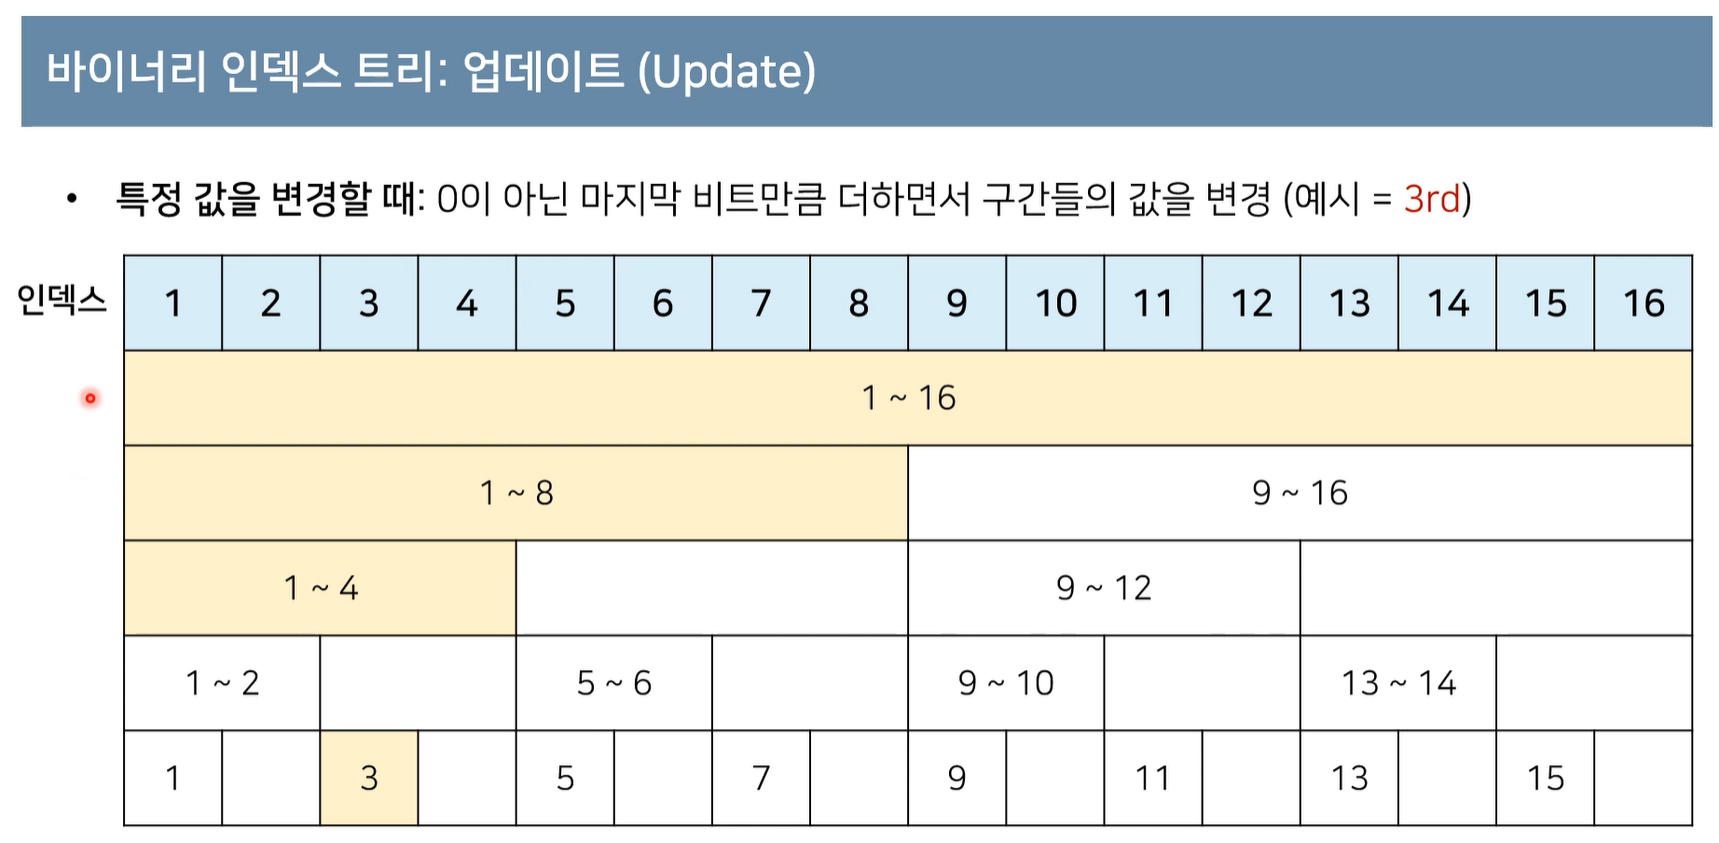 바이너리 인덱스 트리: 업데이트 (Update)
• 특정 값을 변경할 때: 0이 아닌 마지막 비트만큼 더하면서 구간들의 값을 변경 (예시 = 3rd)
인덱스 1 2 3 4 5 6 7 8 9 10 11 12 13 14 15 16
1 ~ 16
1 ~ 8 9 ~ 16
1 ~ 4 9 ~ 12
1 ~ 2 5 ~ 6 9 ~ 10 13 ~ 14
1 3 5 7 9 11 13 15